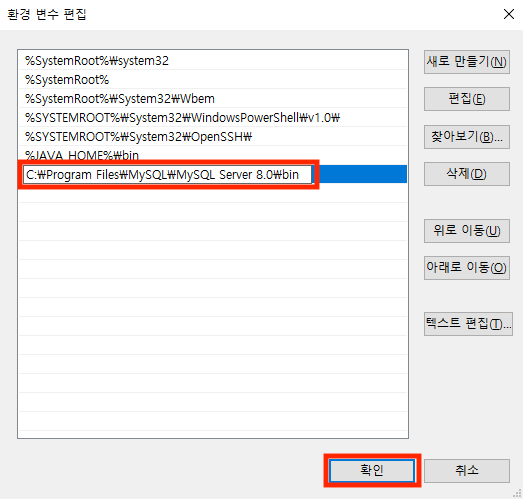 환경 변수 편집
%SystemRoot%₩system32
%SystemRoot%
%SystemRoot%₩System32₩Wbem
%SYSTEMROOT%₩System32₩WindowsPowerShell₩v1.0₩
%SYSTEMROOT%₩System32₩OpenSSH₩
%JAVA_HOME%₩bin
C:₩Program Files₩MySQL₩MySQL Server 8.0₩bin
새로 만들기(N)
편집(E)
찾아보기(B)...
삭제(D)
위로 이동(U)
아래로 이동(O)
텍스트 편집(T)...
확인
취소